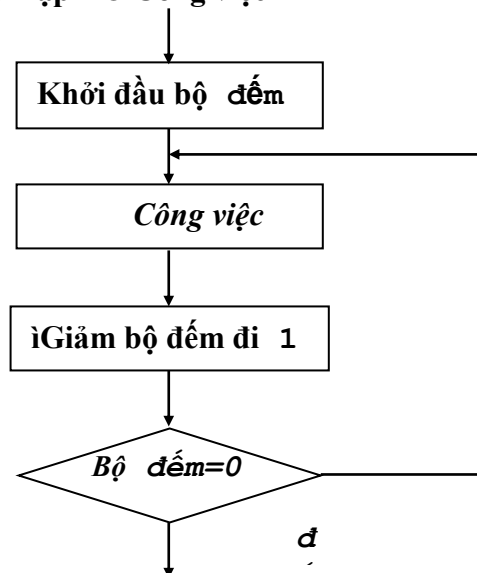 Khởi đầu bộ đếm
Công việc
ìGiảm bộ đếm đi 1
Bộ đếm=0
đ